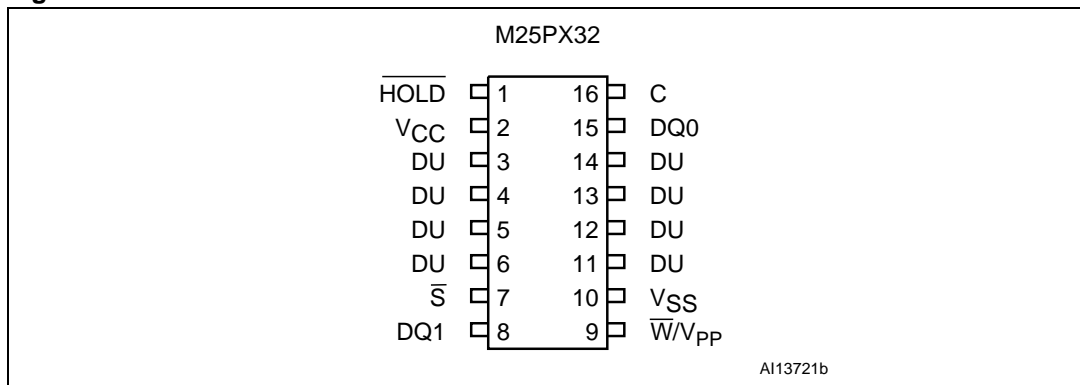 M25PX32
HOLD 1 16 C
VCC 2 15 DQ0
DU 3 14 DU
DU 4 13 DU
DU 5 12 DU
DU 6 11 DU
S 7 10 VSS
DQ1 8 9 W/VPP
AI13721b